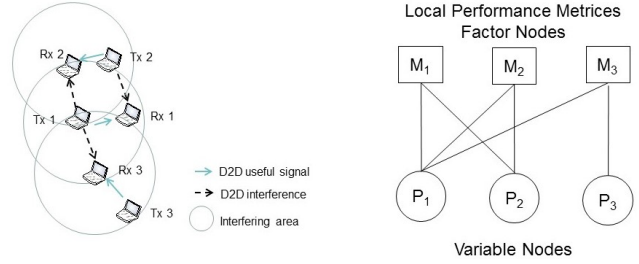 Rx 2
Tx 2
Tx 1
Rx 1
Rx 3
Tx 3
D2D useful signal
D2D interference
Interfering area
Local Performance Metrices
Factor Nodes
M1
M2
M3
P1
P2
P3
Variable Nodes